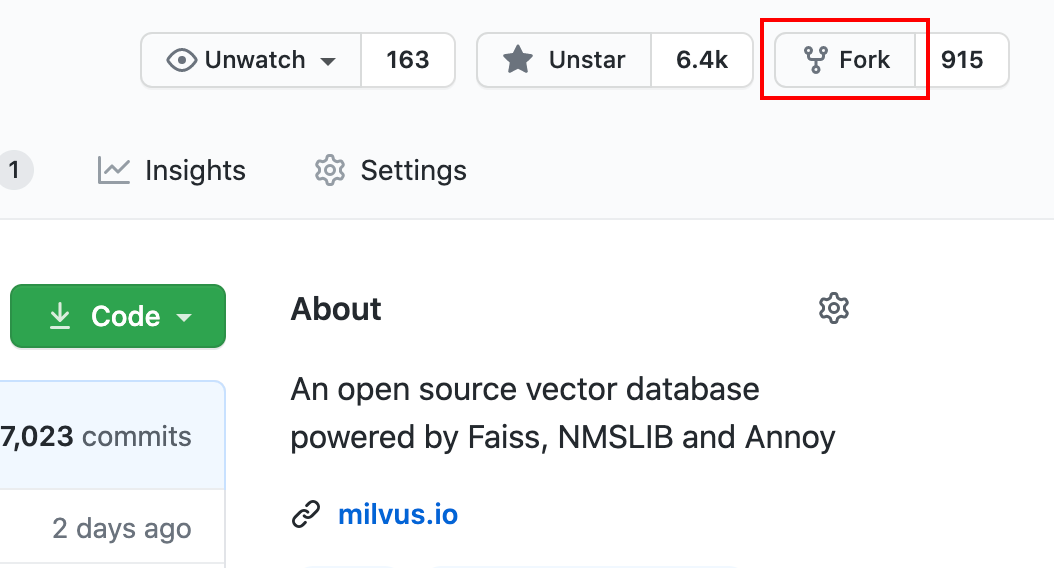 Unwatch 163 Unstar 6.4k Fork 915
1 Insights Settings
Code
About
An open source vector database
powered by Faiss, NMSLIB and Annoy
7,023 commits
milvus.io
2 days ago